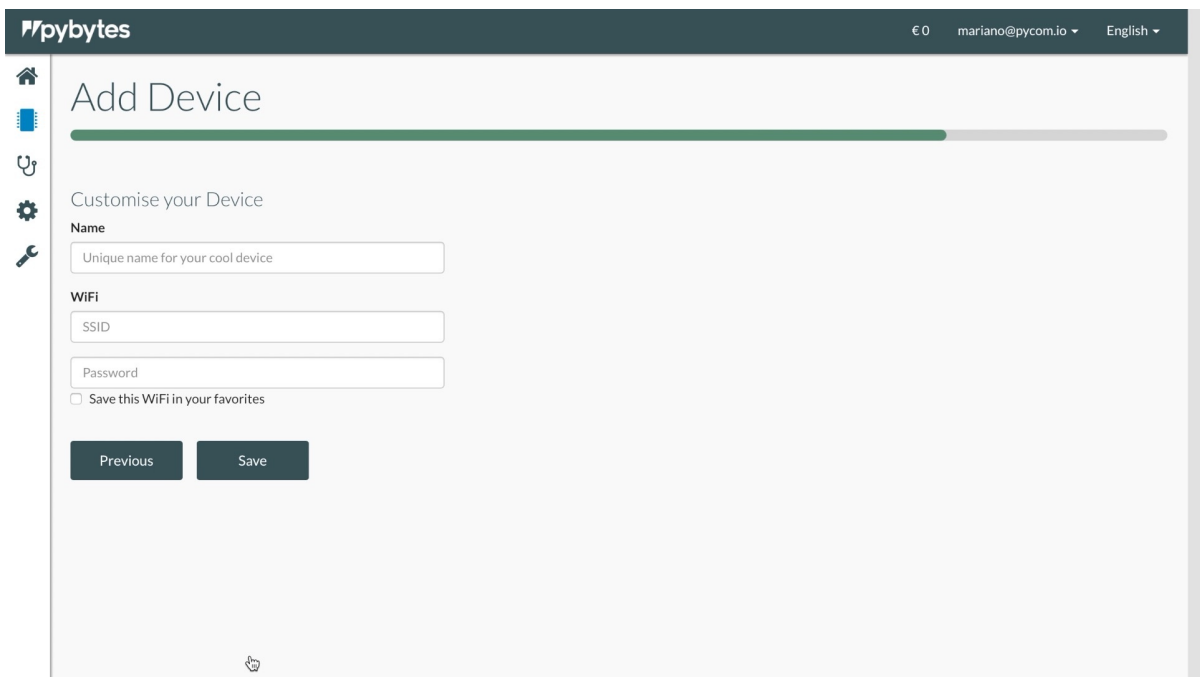 pybytes
€ 0 mariano@pycom.io English
Add Device
Customise your Device
Name
Unique name for your cool device
WiFi
SSID
Password
Save this WiFi in your favorites
Previous Save